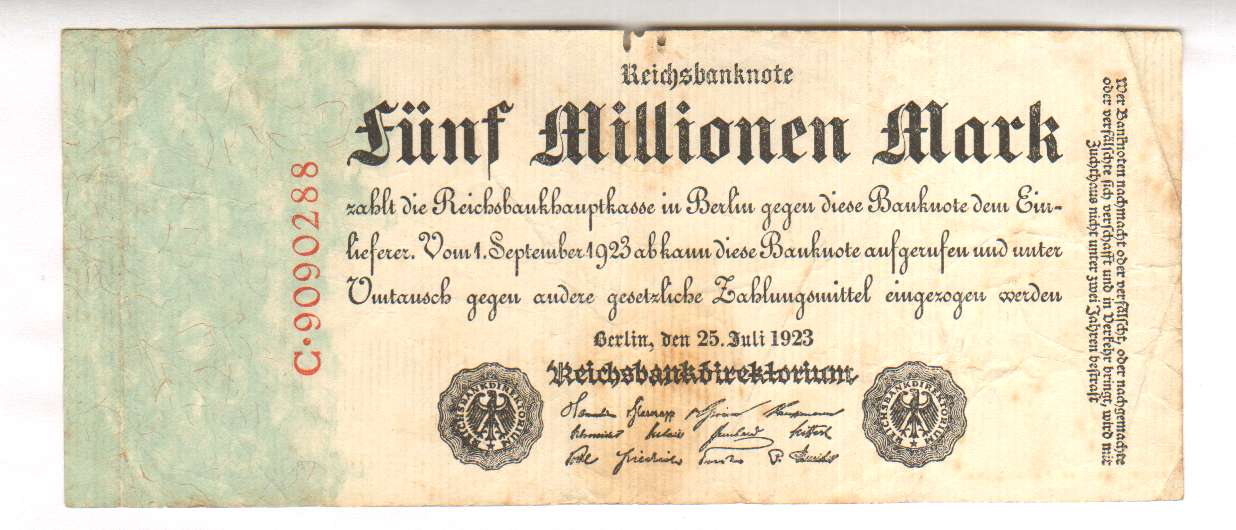 Reichsbanknote
Fünf Millionen Mark
zahlt die Reichsbankhauptkasse in Berlin gegen diese Banknote dem Ein-
lieferer. Vom 1. September 1923 ab kann diese Banknote aufgerufen und unter
Umtausch gegen andere gesetzliche Zahlungsmittel eingezogen werden
Berlin, den 25. Juli 1923
Reichsbankdirektorium
REICHSBANKDIREKTORIUM
REICHSBANKDIREKTORIUM
C·9090288
Wer Banknoten nachmacht oder verfälscht, oder nachgemachte
oder verfälschte sich verschafft und in Verkehr bringt, wird mit
Zuchthaus nicht unter zwei Jahren bestraft